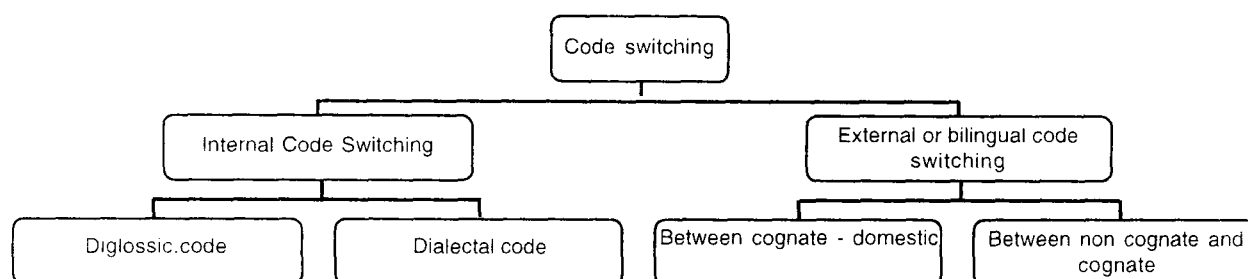 Code switching
Internal Code Switching
External or bilingual code
switching
Diglossic.code
Dialectal code
Between cognate - domestic
Between non cognate and
cognate